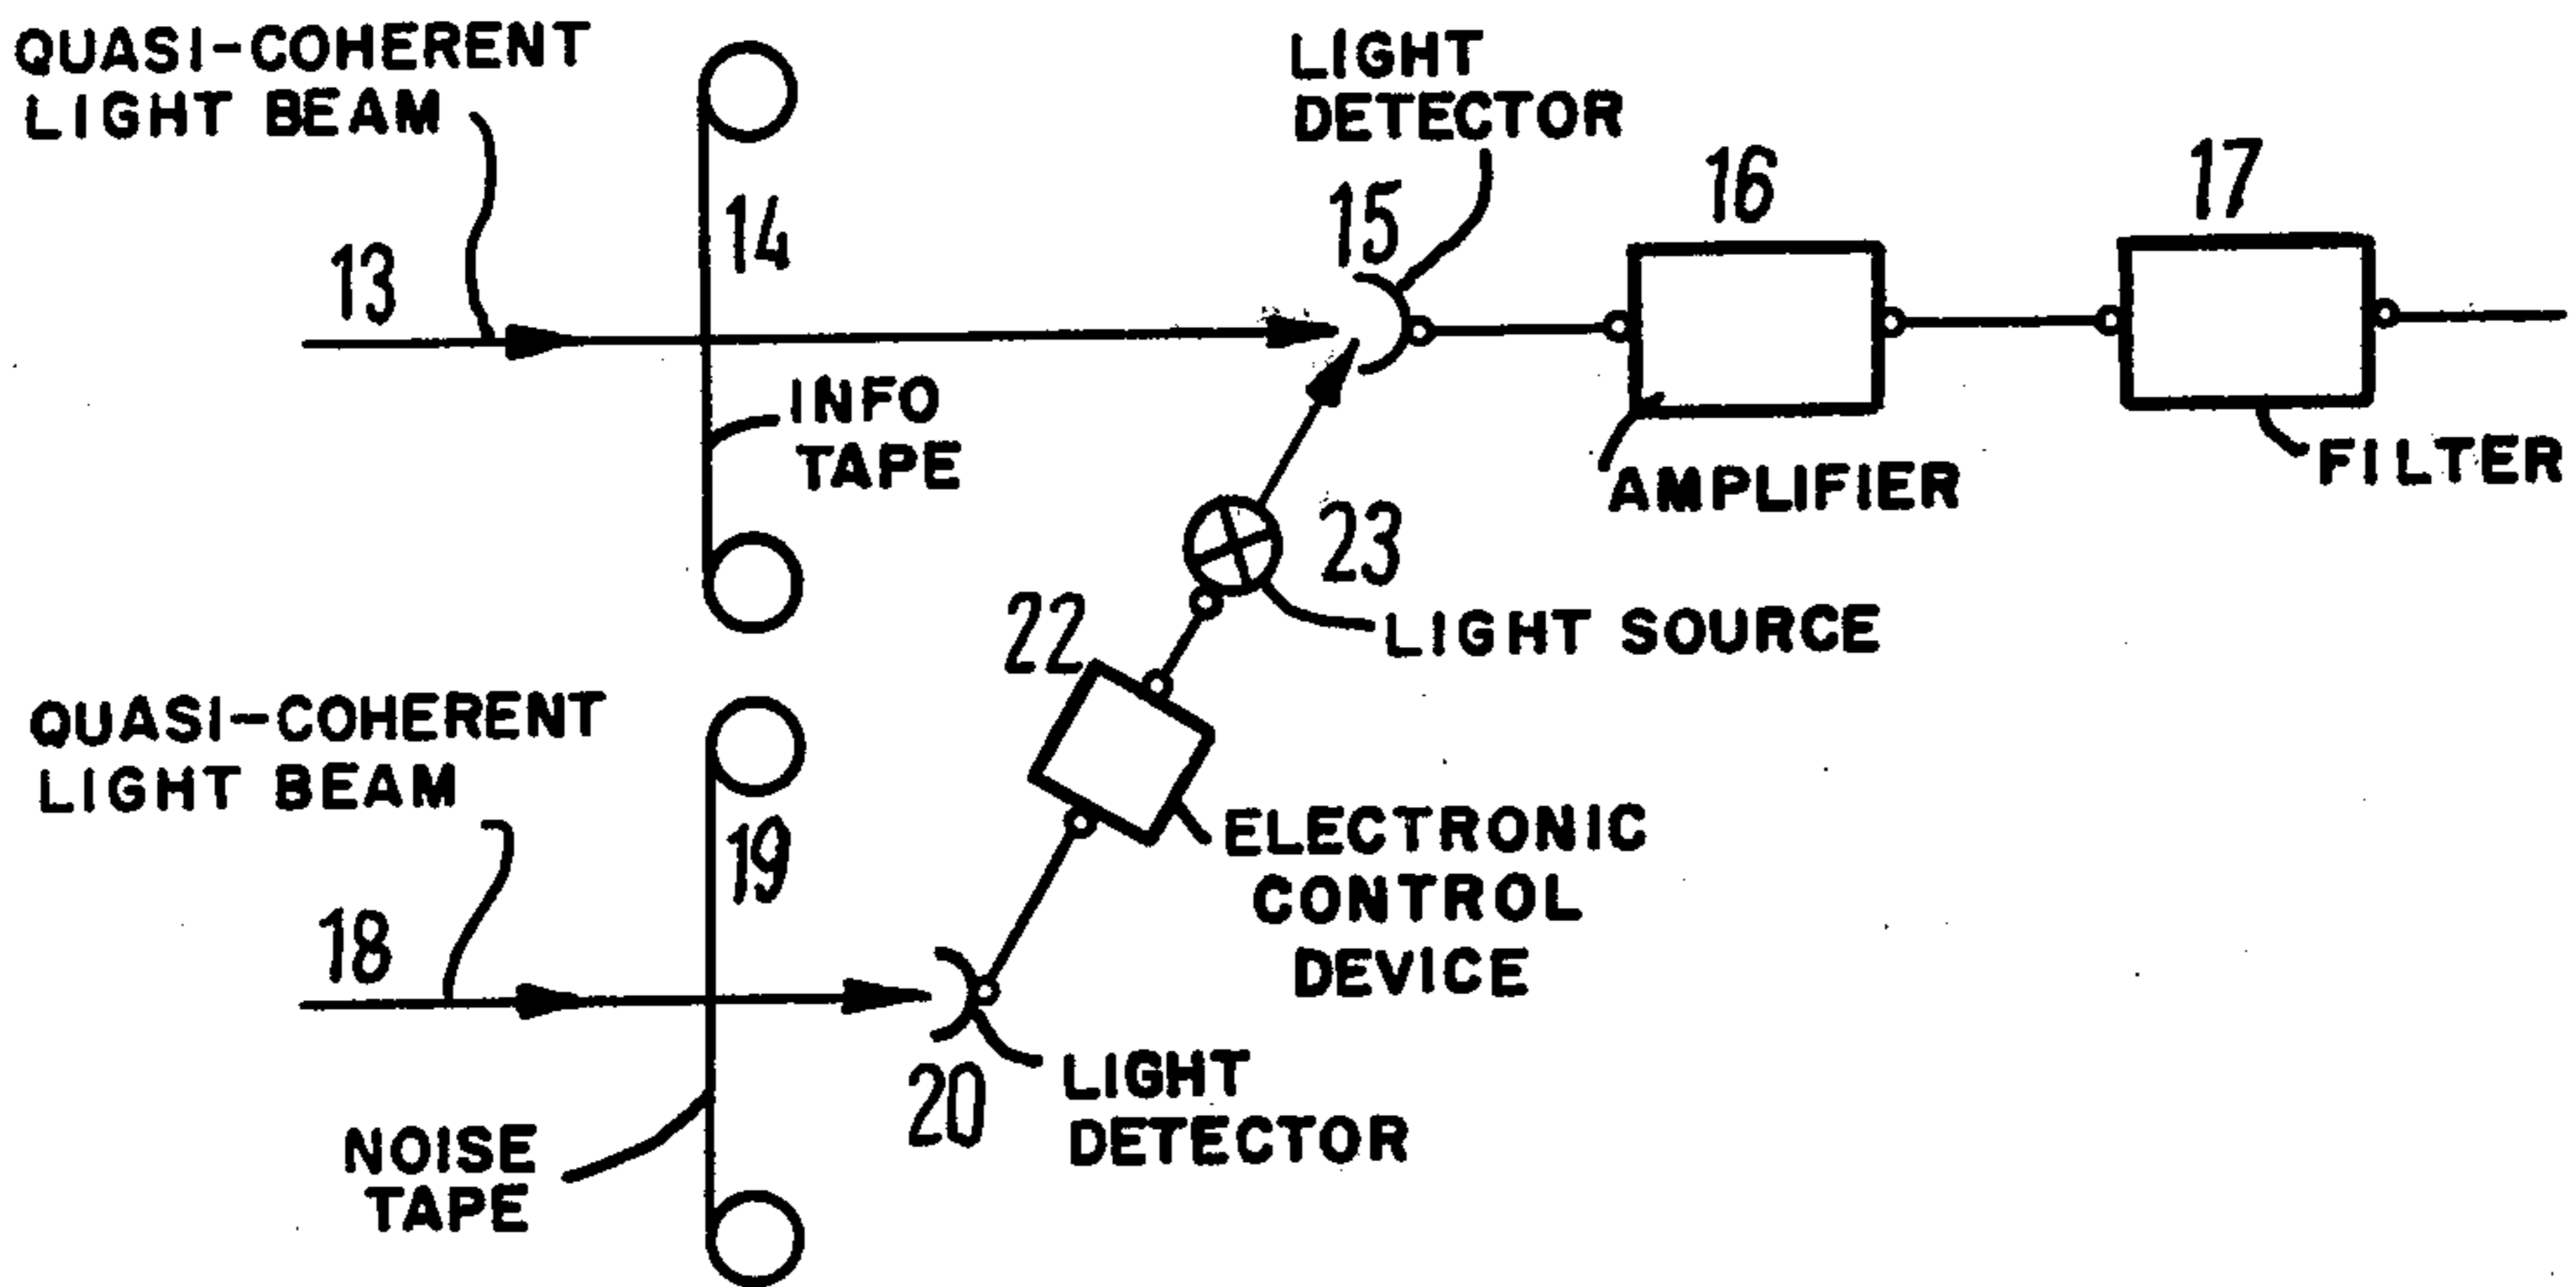 QUASI-COHERENT
LIGHT BEAM
13
14
INFO
TAPE
LIGHT
DETECTOR
15
16
AMPLIFIER
17
FILTER
23
LIGHT SOURCE
22
ELECTRONIC
CONTROL
DEVICE
QUASI-COHERENT
LIGHT BEAM
18
19
NOISE
TAPE
20
LIGHT
DETECTOR